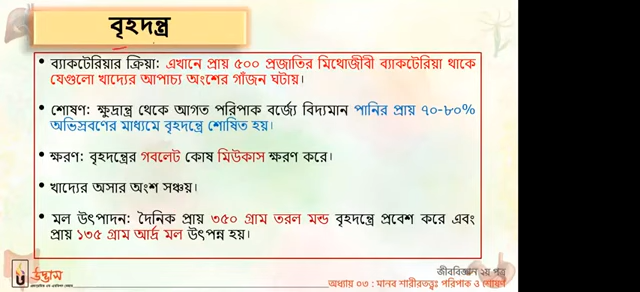 বৃহদন্ত্র
• ব্যাকটেরিয়ার ক্রিয়া: এখানে প্রায় ৫০০ প্রজাতির মিথোজীবী ব্যাকটেরিয়া থাকে
যেগুলো খাদ্যের অপাচ্য অংশের গাঁজন ঘটায়।
• শোষণ: ক্ষুদ্রান্ত্র থেকে আগত পরিপাক বর্জ্যে বিদ্যমান পানির প্রায় ৭০-৮০%
অভিস্রবণের মাধ্যমে বৃহদন্ত্রে শোষিত হয়।
• ক্ষরণ: বৃহদন্ত্রের গবলেট কোষ মিউকাস ক্ষরণ করে।
• খাদ্যের অসার অংশ সঞ্চয়।
• মল উৎপাদন: দৈনিক প্রায় ৩৫০ গ্রাম তরল মন্ড বৃহদন্ত্রে প্রবেশ করে এবং
প্রায় ১৩৫ গ্রাম আর্দ্র মল উৎপন্ন হয়।
উদ্ভাস
জীববিজ্ঞান ২য় পত্র
অধ্যায় ০৩ : মানব শারীরতত্ত্ব: পরিপাক ও শোষণ